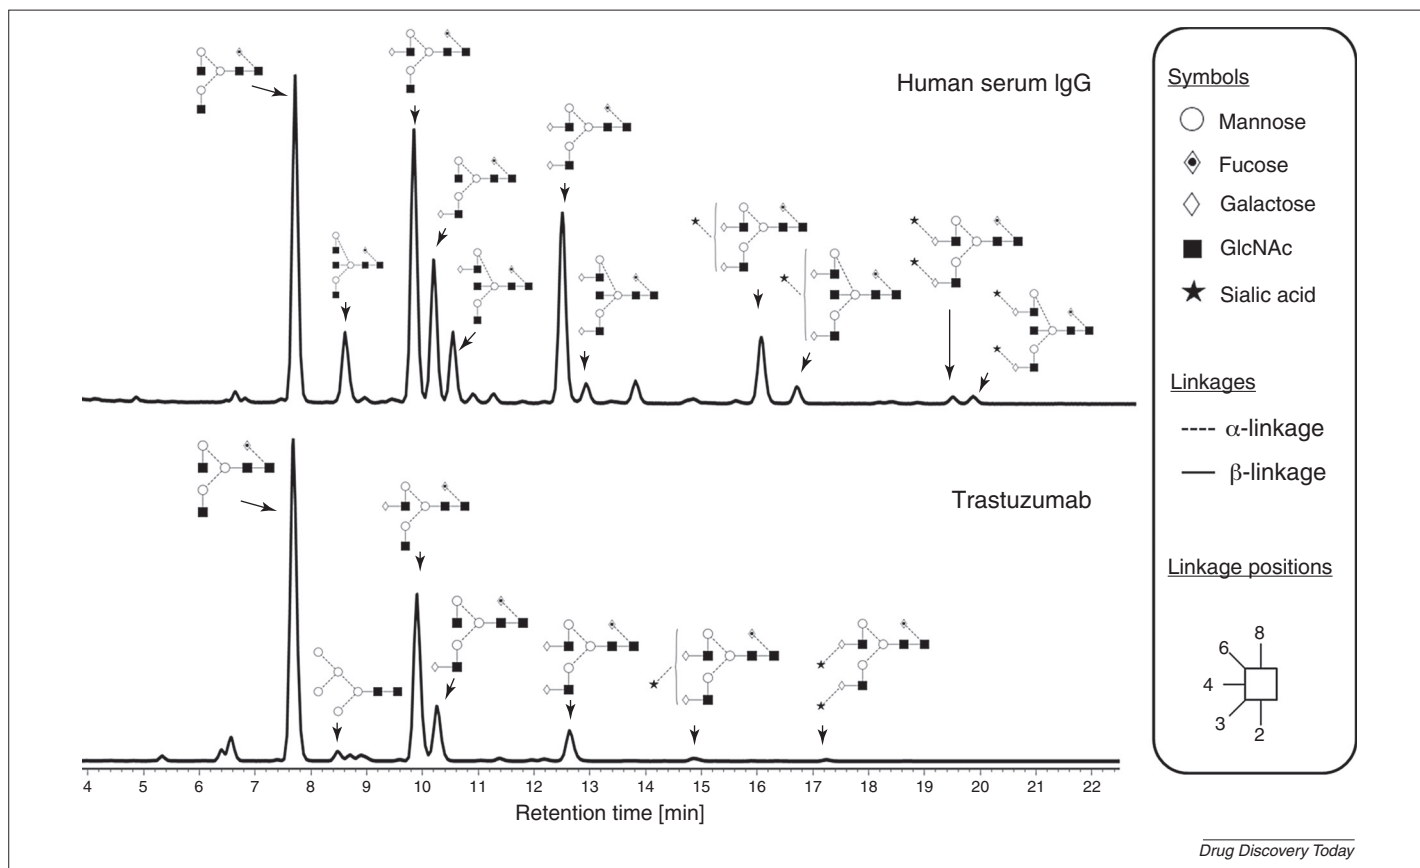 Human serum IgG
Trastuzumab
4 5 6 7 8 9 10 11 12 13 14 15 16 17 18 19 20 21 22
Retention time [min]
Symbols
Mannose
Fucose
Galactose
GlcNAc
Sialic acid
Linkages
α-linkage
β-linkage
Linkage positions
8
6
4
3
2
Drug Discovery Today